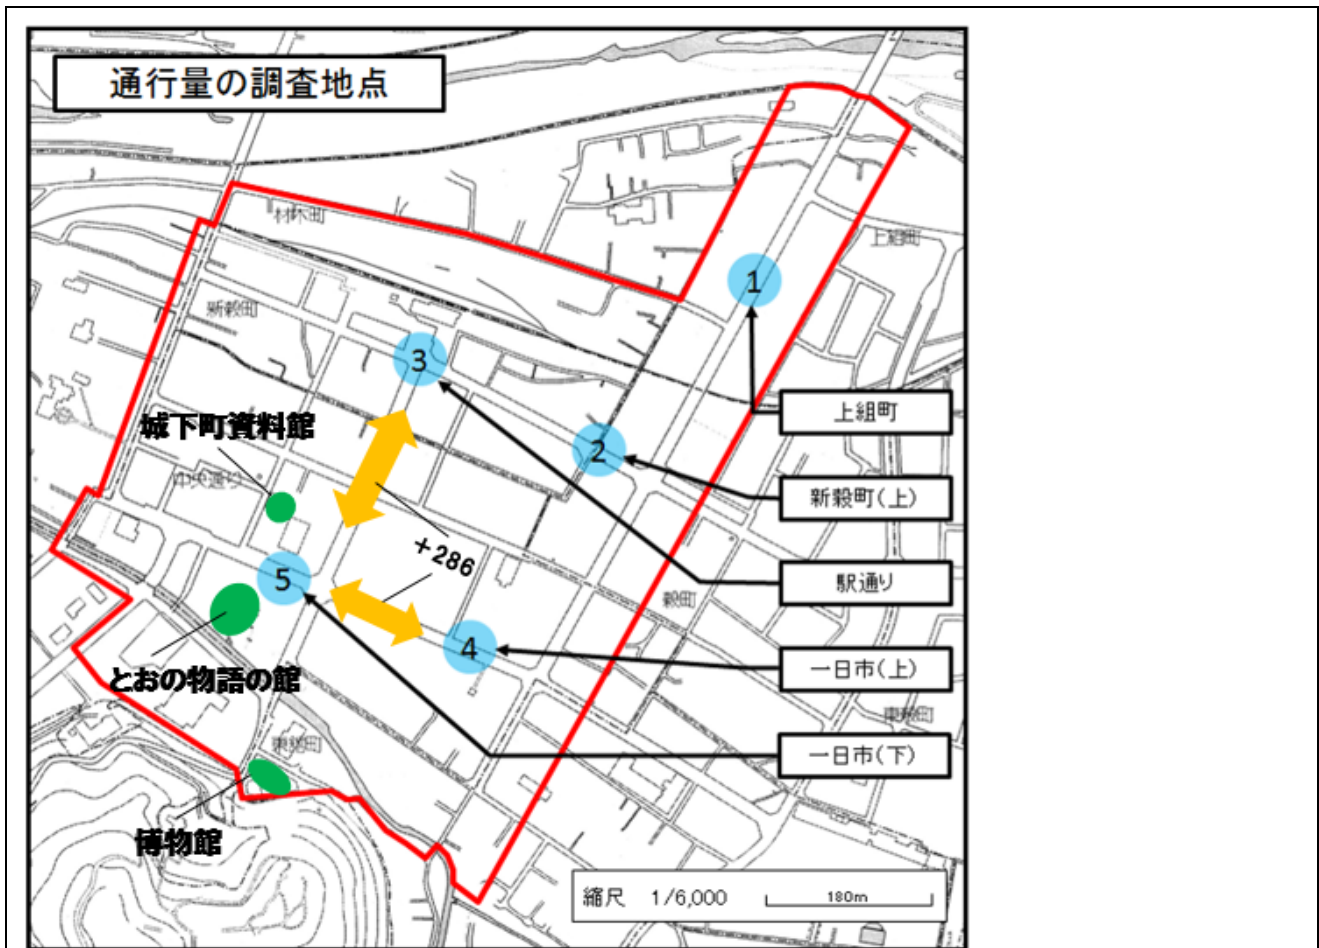 通行量の調査地点
材木町
上組町
1
新穀町
3
上組町
城下町資料館
2
新穀町(上)
中央通り
+286
駅通り
5
穀町
4
一日市(上)
とおの物語の館
東穀町
東舘町
一日市(下)
博物館
縮尺 1/6,000
180m